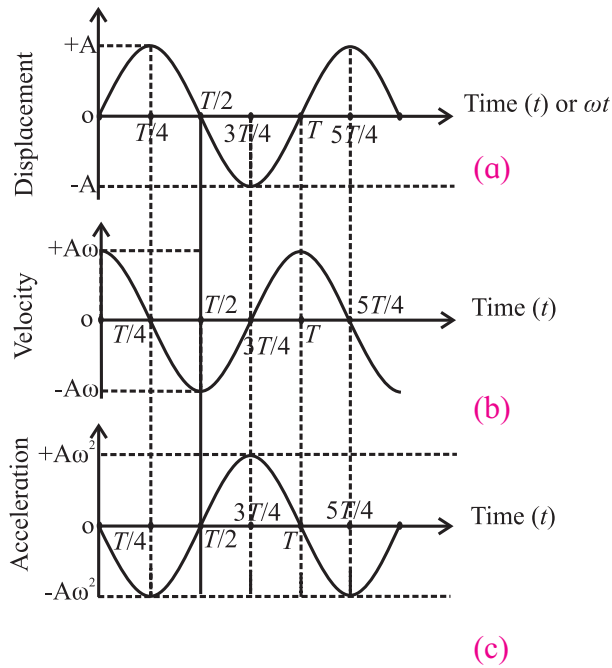 Displacement
+A
O
-A
T/4
T/2
3T/4
T
5T/4
Time (t) or ωt
(a)
Velocity
+Aω
O
-Aω
T/4
T/2
3T/4
T
5T/4
Time (t)
(b)
Acceleration
+Aω²
O
-Aω²
T/4
T/2
3T/4
T
5T/4
Time (t)
(c)